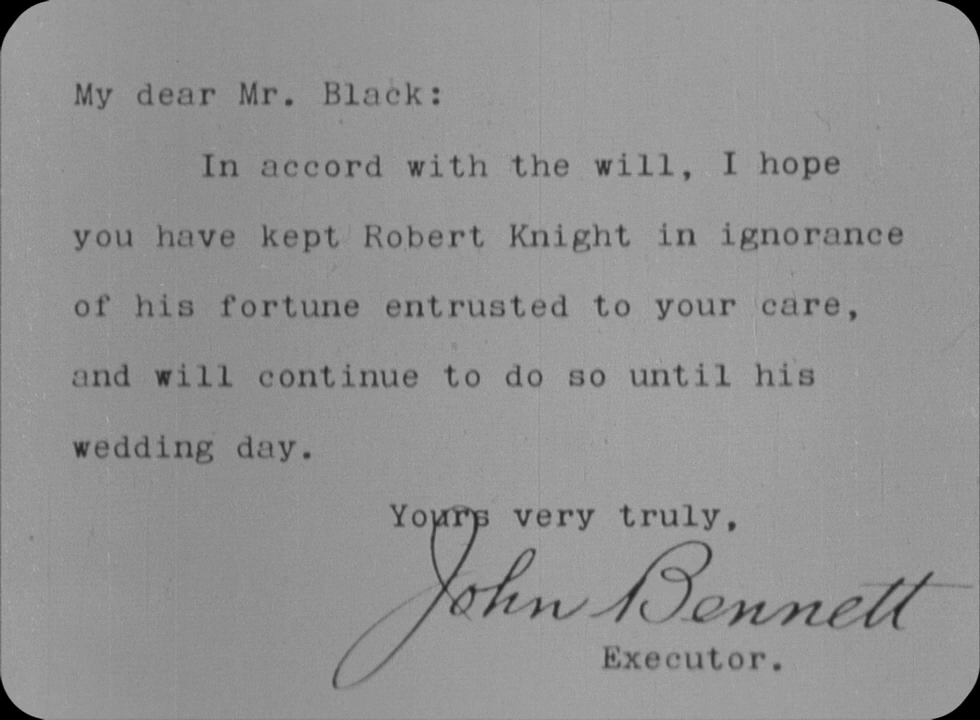 My dear Mr. Black:
In accord with the will, I hope
you have kept Robert Knight in ignorance
of his fortune entrusted to your care,
and will continue to do so until his
wedding day.
Yours very truly,
John Bennett
Executor.